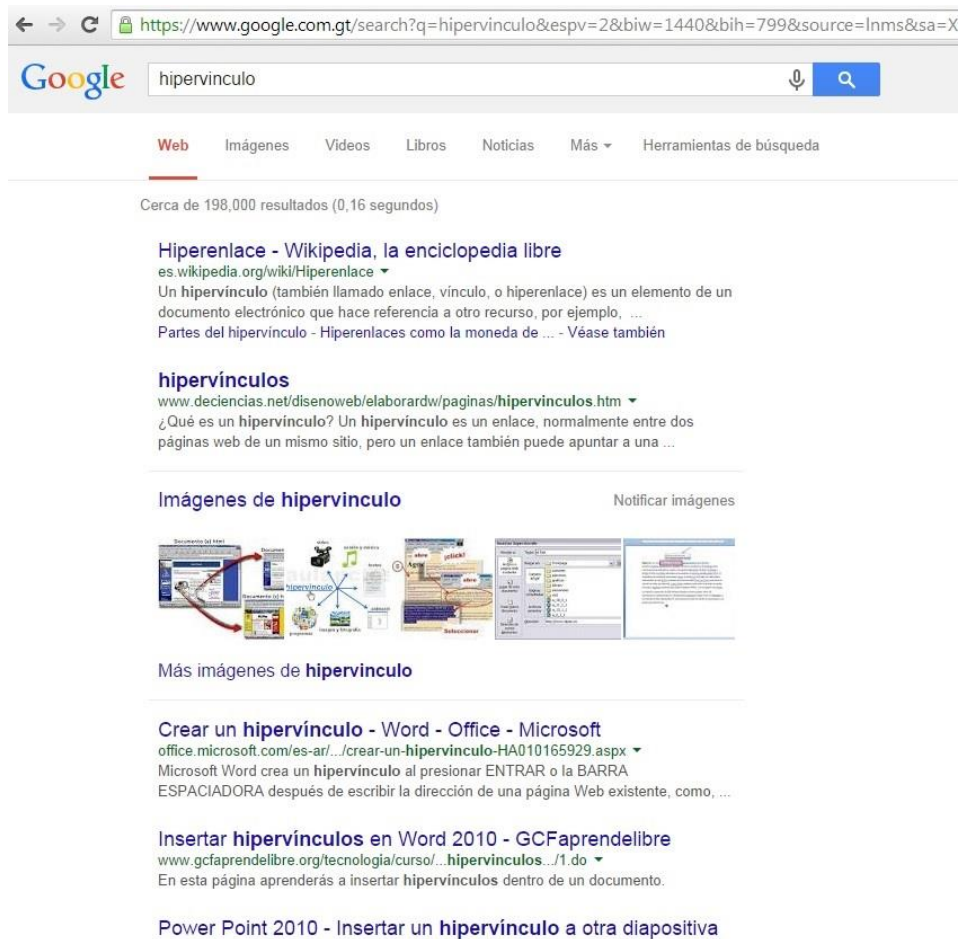 https://www.google.com.gt/search?q=hipervinculo&espv=2&biw=1440&bih=799&source=lnms&sa=X
Google hipervinculo
Web Imágenes Videos Libros Noticias Más Herramientas de búsqueda
Cerca de 198,000 resultados (0,16 segundos)
Hiperenlace - Wikipedia, la enciclopedia libre
es.wikipedia.org/wiki/Hiperenlace
Un hipervínculo (también llamado enlace, vínculo, o hiperenlace) es un elemento de un
documento electrónico que hace referencia a otro recurso, por ejemplo, ...
Partes del hipervínculo - Hiperenlaces como la moneda de ... - Véase también
hipervínculos
www.deciencias.net/disenoweb/elaborardw/paginas/hipervinculos.htm
¿Qué es un hipervínculo? Un hipervínculo es un enlace, normalmente entre dos
páginas web de un mismo sitio, pero un enlace también puede apuntar a una ...
Imágenes de hipervinculo Notificar imágenes
Documento (a) html
video
hipervinculo
abre
click!
abre
Seleccionar
Más imágenes de hipervinculo
Crear un hipervínculo - Word - Office - Microsoft
office.microsoft.com/es-ar/.../crear-un-hipervinculo-HA010165929.aspx
Microsoft Word crea un hipervínculo al presionar ENTRAR o la BARRA
ESPACIADORA después de escribir la dirección de una página Web existente, como, ...
Insertar hipervínculos en Word 2010 - GCFaprendelibre
www.gcfaprendelibre.org/tecnologia/curso/...hipervinculos.../1.do
En esta página aprenderás a insertar hipervínculos dentro de un documento.
Power Point 2010 - Insertar un hipervínculo a otra diapositiva